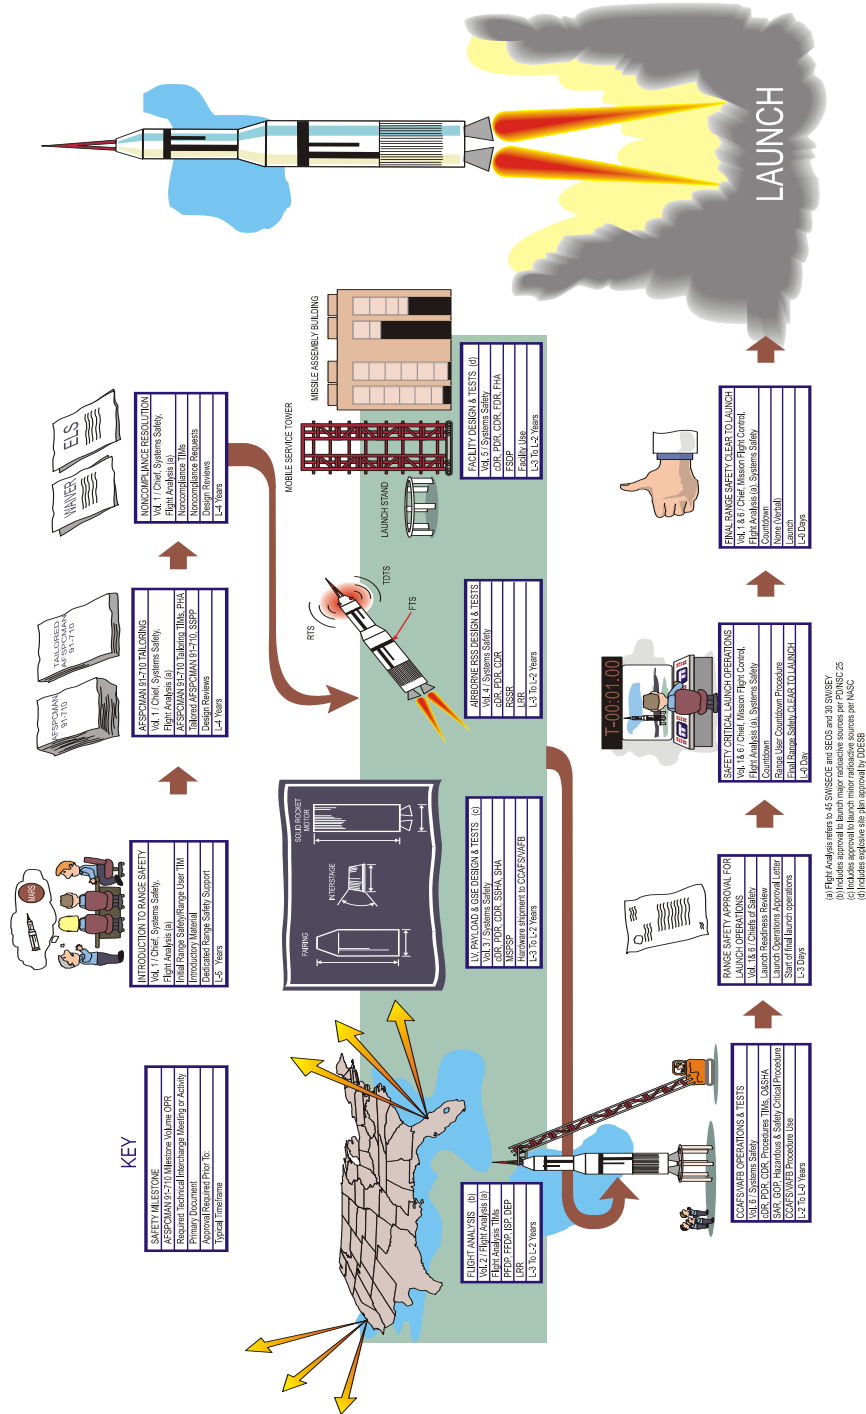 KEY
SAFETY MILESTONE
AFSPCMAN 91-710 Milestone Volume OPR
Required Technical Interchange Meeting or Activity
Primary Document
Approval Required Prior To:
Typical Timeframe
MARS
INTRODUCTION TO RANGE SAFETY
Vol. 1 / Chief, Systems Safety,
Flight Analysis (a)
Initial Range Safety/Range User TIM
Introductory Material
Dedicated Range Safety Support
L-5 Years
AFSPCMAN
91-710
TAILORED
AFSPCMAN
91-710
AFSPCMAN 91-710 TAILORING
Vol. 1 / Chief, Systems Safety,
Flight Analysis (a)
AFSPCMAN 91-710 Tailoring TIMs, PHA
Tailored AFSPCMAN 91-710, SSPP
Design Reviews
L-4 Years
WAIVER
ELS
NONCOMPLIANCE RESOLUTION
Vol. 1 / Chief, Systems Safety,
Flight Analysis (a)
Noncompliance TIMs
Noncompliance Requests
Design Reviews
L-4 Years
FLIGHT ANALYSIS (b)
Vol. 2 / Flight Analysis (a)
Flight Analysis TIMs
PFDP, FFDP, ISP, DEP
LRR
L-3 To L-2 Years
FAIRING
INTERSTAGE
SOLID ROCKET
MOTOR
LV, PAYLOAD & GSE DESIGN & TESTS (c)
Vol. 3 / Systems Safety
cDR, PDR, CDR, SSHA, SHA
MSPSP
Hardware shipment to CCAFS/VAFB
L-3 To L-2 Years
RTS
TDTS
FTS
AIRBORNE RSS DESIGN & TESTS
Vol. 4 / Systems Safety
cDR, PDR, CDR
RSSR
LRR
L-3 To L-2 Years
LAUNCH STAND
MOBILE SERVICE TOWER
MISSILE ASSEMBLY BUILDING
FACILITY DESIGN & TESTS (d)
Vol. 5 / Systems Safety
cDR, PDR, CDR, FDR, FHA
FSDP
Facility Use
L-3 To L-2 Years
CCAFS/VAFB OPERATIONS & TESTS
Vol. 6 / Systems Safety
cDR, PDR, CDR, Procedures TIMs, O&SHA
SAR, GOP, Hazardous & Safety Critical Procedure
CCAFS/VAFB Procedure Use
L-2 To L-0 Years
RANGE SAFETY APPROVAL FOR
LAUNCH OPERATIONS
Vol. 1& 6 / Chiefs of Safety
Launch Readiness Review
Launch Operations Approval Letter
Start of final launch operations
L-3 Days
T-00:01.00
SAFETY CRITICAL LAUNCH OPERATIONS
Vol. 1& 6 / Chief, Mission Flight Control,
Flight Analysis (a), Systems Safety
Countdown
Range User Countdown Procedure
Final Range Safety CLEAR TO LAUNCH
L-0 Day
FINAL RANGE SAFETY CLEAR TO LAUNCH
Vol. 1 & 6 / Chief, Mission Flight Control,
Flight Analysis (a), Systems Safety
Countdown
None (Verbal)
Launch
L-0 Days
LAUNCH
(a) Flight Analysis refers to 45 SW/SEOE and SEOS and 30 SW/SEY
(b) Includes approval to launch major radioactive sources per PD/NSC 25
(c) Includes approval to launch minor radioactive sources per NASC
(d) Includes explosive site plan approval by DDESB